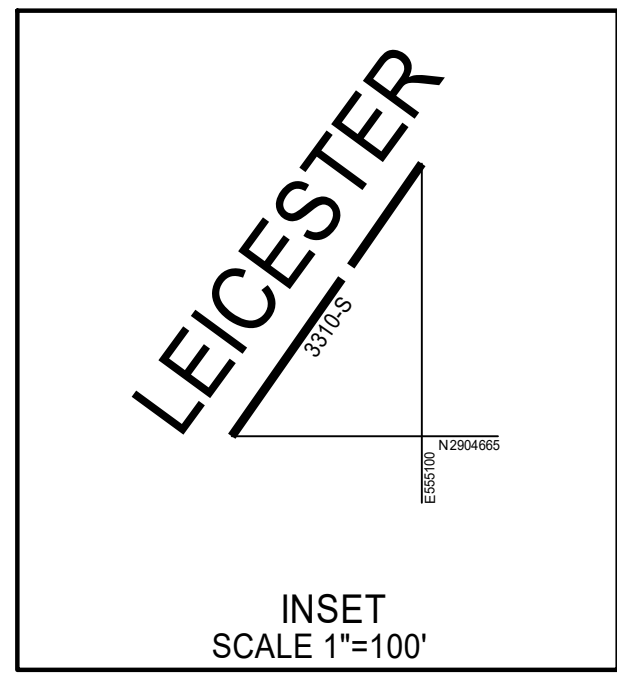 LEICESTER
3310-S
N2904665
E555100
INSET
SCALE 1"=100'